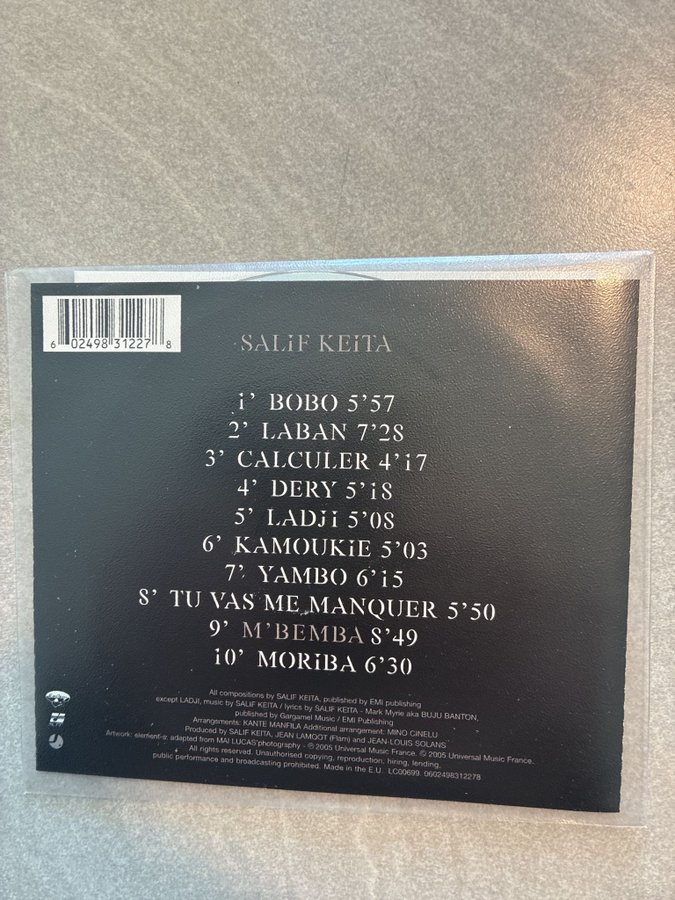 6 02498 31227 8
SALiF KEiTA
1' BOBO 5'57
2' LABAN 7'28
3' CALCULER 4'17
4' DERY 5'18
5' LADJi 5'08
6' KAMOUKiE 5'03
7' YAMBO 6'15
8' TU VAS ME MANQUER 5'50
9' M'BEMBA 8'49
10' MORiBA 6'30
All compositions by SALIF KEITA, published by EMI publishing
except LADJI, music by SALIF KEITA / lyrics by SALIF KEITA - Mark Myrie aka BUJU BANTON,
published by Gargamel Music / EMI Publishing
Arrangements: KANTE MANFILA Additional arrangement: MINO CINELU
Produced by SALIF KEITA, JEAN LAMOOT (Flam) and JEAN-LOUIS SOLANS
Artwork: element-s: adapted from MAI LUCAS'photography - ℗ 2005 Universal Music France. © 2005 Universal Music France.
All rights reserved. Unauthorised copying, reproduction, hiring, lending,
public performance and broadcasting prohibited. Made in the E.U. LC00699. 0602498312278